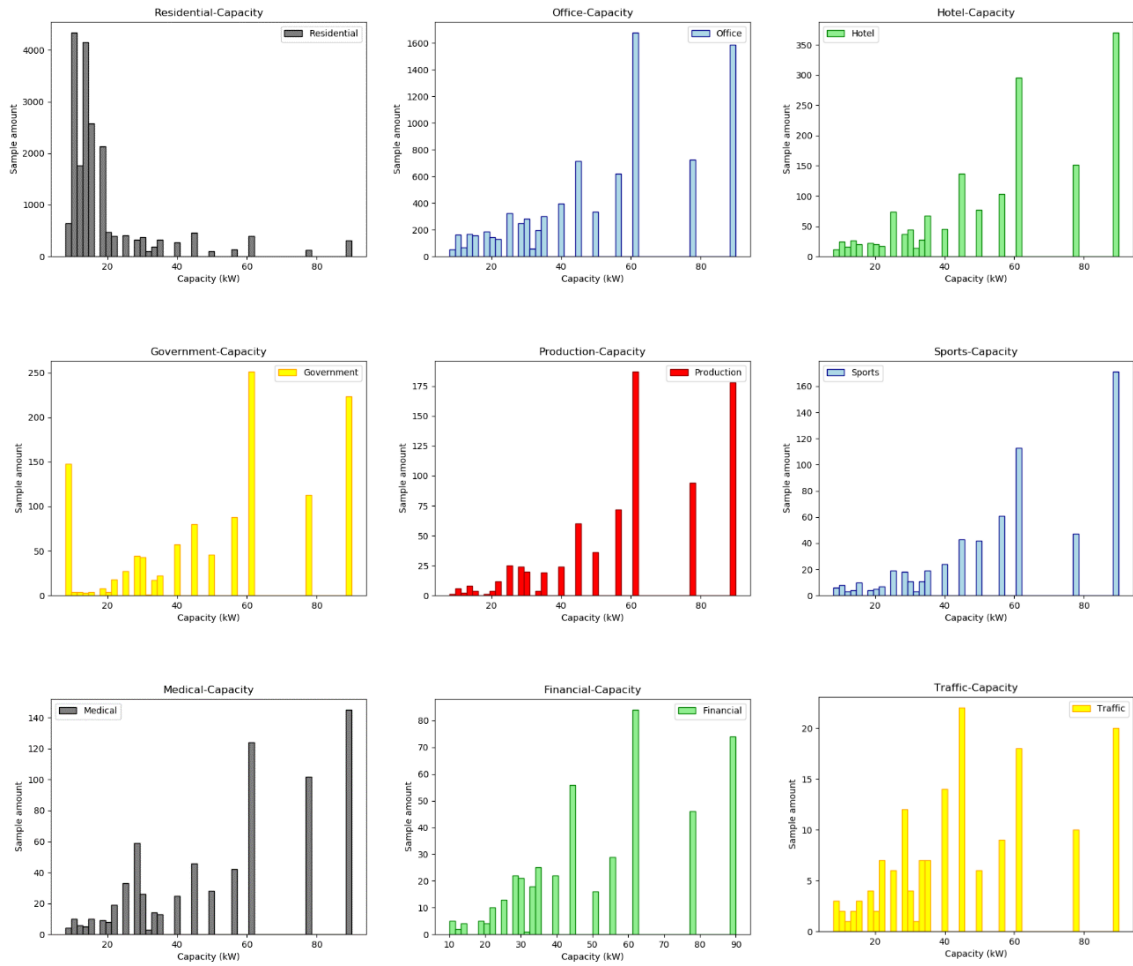 Residential-Capacity
Residential
4000
3000
2000
1000
0
Sample amount
20 40 60 80
Capacity (kW)
Office-Capacity
Office
1600
1400
1200
1000
800
600
400
200
0
Sample amount
20 40 60 80
Capacity (kW)
Hotel-Capacity
Hotel
350
300
250
200
150
100
50
0
Sample amount
20 40 60 80
Capacity (kW)
Government-Capacity
Government
250
200
150
100
50
0
Sample amount
20 40 60 80
Capacity (kW)
Production-Capacity
Production
175
150
125
100
75
50
25
0
Sample amount
20 40 60 80
Capacity (kW)
Sports-Capacity
Sports
160
140
120
100
80
60
40
20
0
Sample amount
20 40 60 80
Capacity (kW)
Medical-Capacity
Medical
140
120
100
80
60
40
20
0
Sample amount
20 40 60 80
Capacity (kW)
Financial-Capacity
Financial
80
70
60
50
40
30
20
10
0
Sample amount
10 20 30 40 50 60 70 80 90
Capacity (kW)
Traffic-Capacity
Traffic
20
15
10
5
0
Sample amount
20 40 60 80
Capacity (kW)